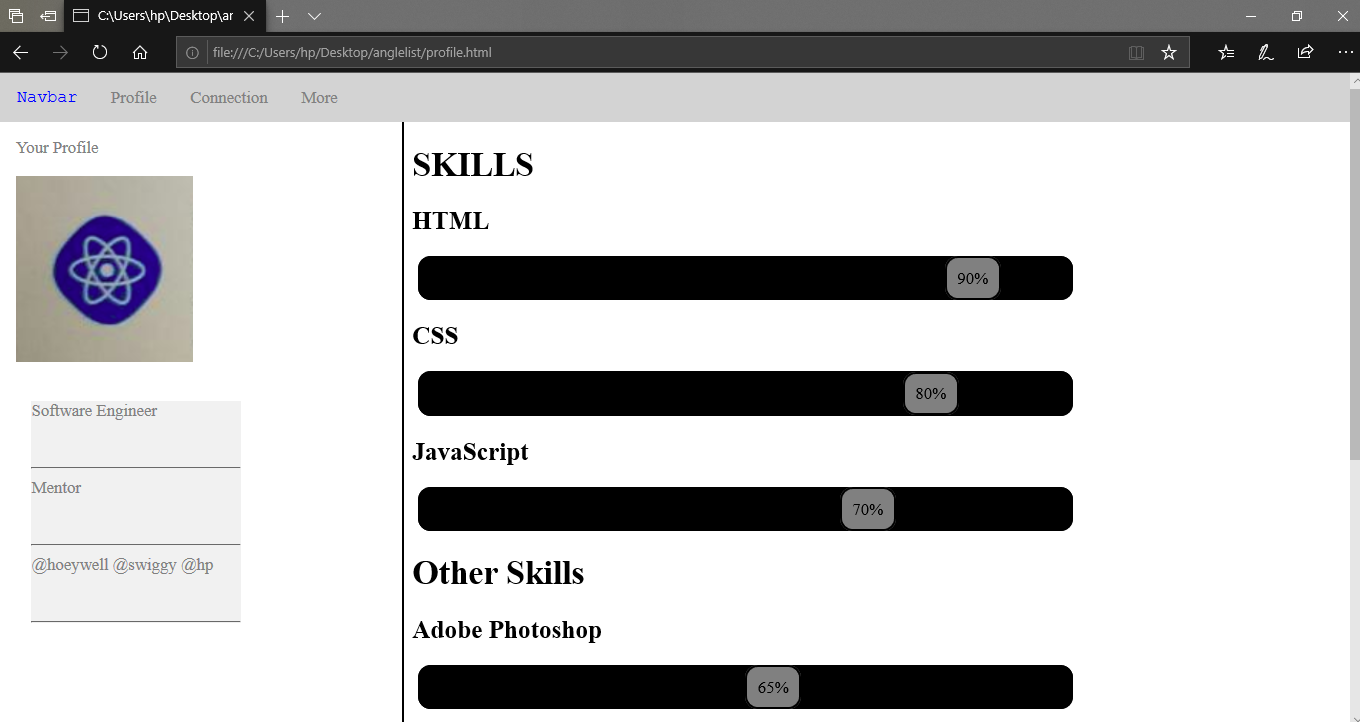 C:\Users\hp\Desktop\ar
file:///C:/Users/hp/Desktop/anglelist/profile.html
Navbar Profile Connection More
Your Profile
Software Engineer
Mentor
@hoeywell @swiggy @hp
SKILLS
HTML
90%
CSS
80%
JavaScript
70%
Other Skills
Adobe Photoshop
65%